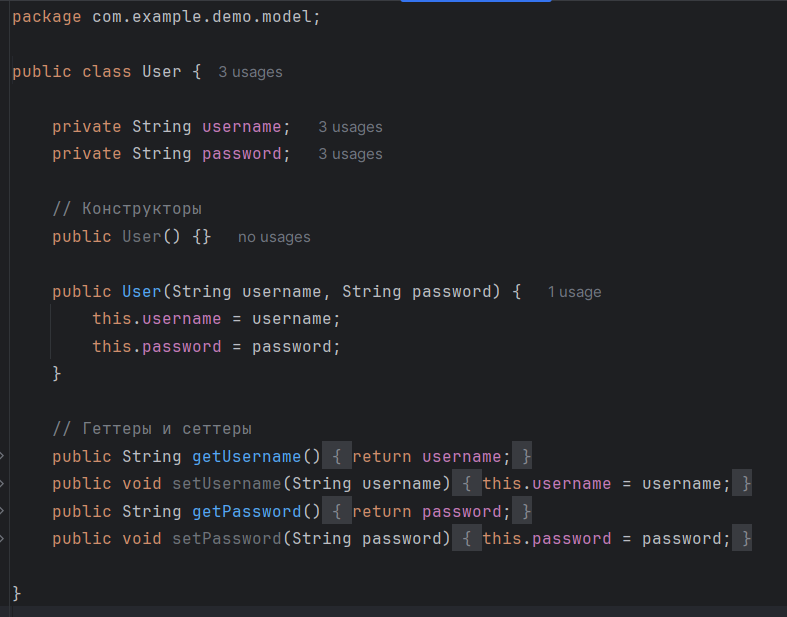 package com.example.demo.model;
public class User { 3 usages
private String username; 3 usages
private String password; 3 usages
// Конструкторы
public User() {} no usages
public User(String username, String password) { 1 usage
this.username = username;
this.password = password;
}
// Геттеры и сеттеры
public String getUsername() { return username; }
public void setUsername(String username) { this.username = username; }
public String getPassword() { return password; }
public void setPassword(String password) { this.password = password; }
}